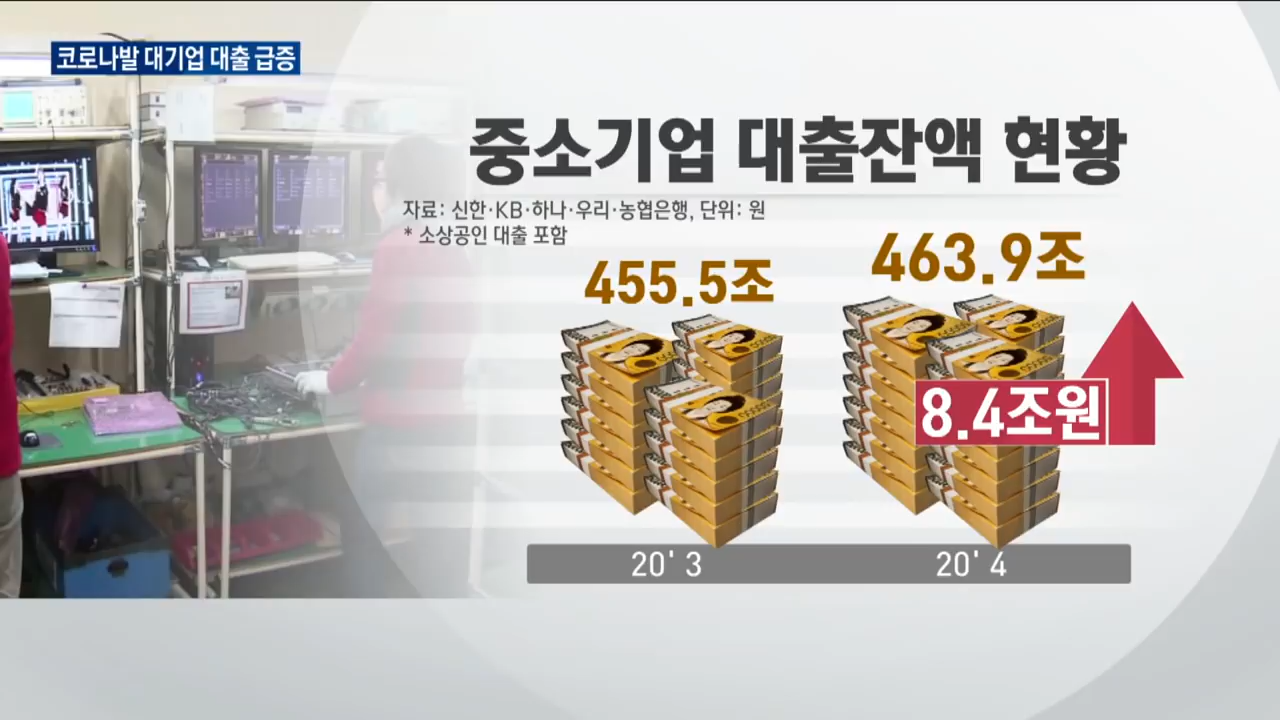 코로나발 대기업 대출 급증
중소기업 대출잔액 현황
자료: 신한·KB·하나·우리·농협은행, 단위: 원
* 소상공인 대출 포함
455.5조
463.9조
8.4조원
20' 3
20' 4